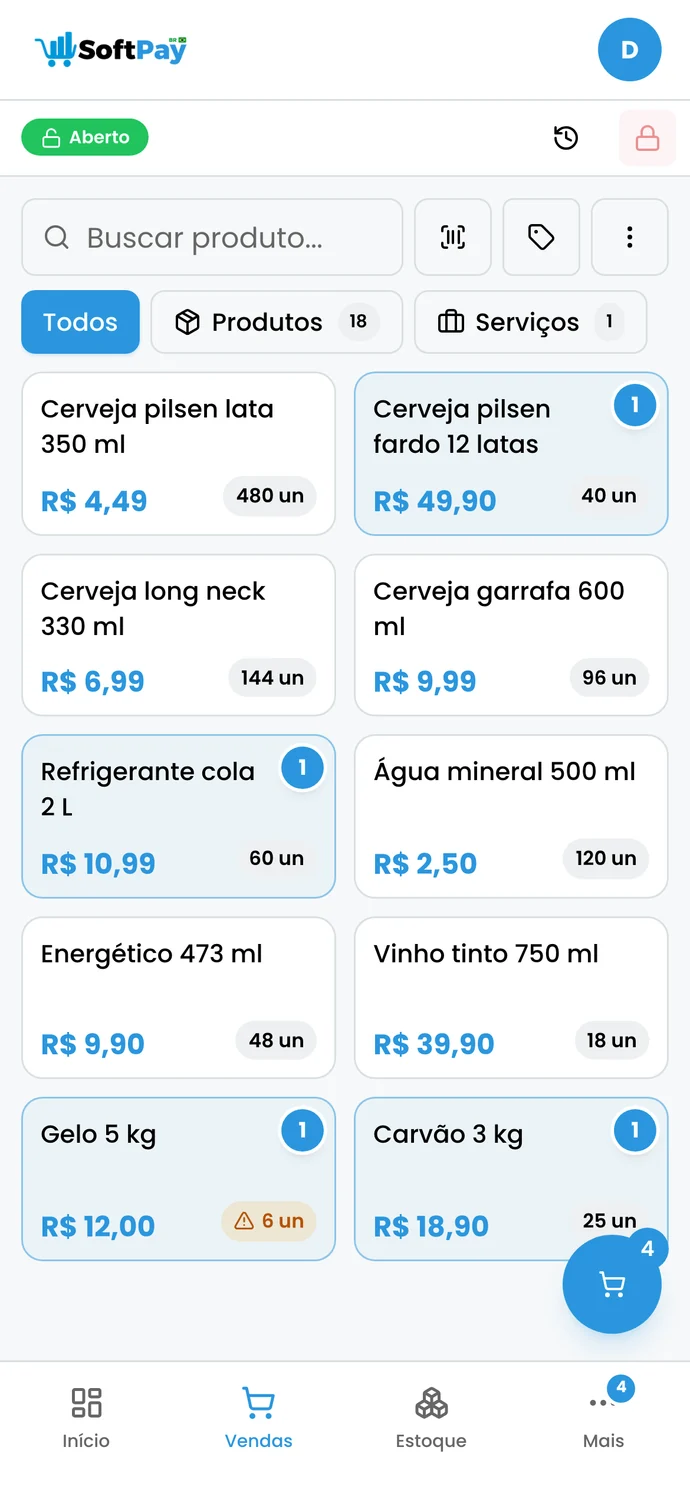 SoftPay
BR
D
Aberto
Buscar produto...
Todos
Produtos 18
Serviços 1
Cerveja pilsen lata
350 ml
R$ 4,49
480 un
Cerveja pilsen
fardo 12 latas
1
R$ 49,90
40 un
Cerveja long neck
330 ml
R$ 6,99
144 un
Cerveja garrafa 600
ml
R$ 9,99
96 un
Refrigerante cola
2 L
1
R$ 10,99
60 un
Água mineral 500 ml
R$ 2,50
120 un
Energético 473 ml
R$ 9,90
48 un
Vinho tinto 750 ml
R$ 39,90
18 un
Gelo 5 kg
1
R$ 12,00
6 un
Carvão 3 kg
1
R$ 18,90
25 un
4
Início
Vendas
Estoque
4
Mais